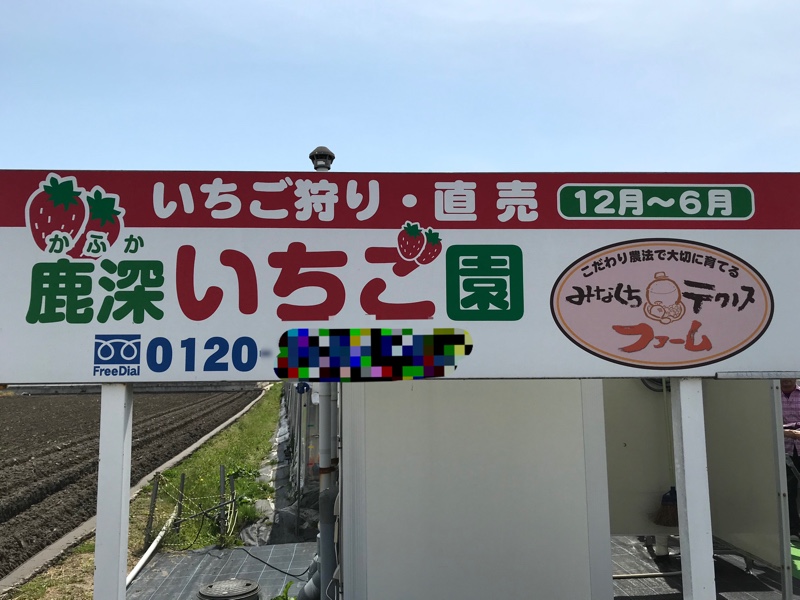 いちご狩り・直売 12月～6月
かふか
鹿深いちご園
FreeDial 0120
こだわり農法で大切に育てる
みなくちテクノス
ファーム